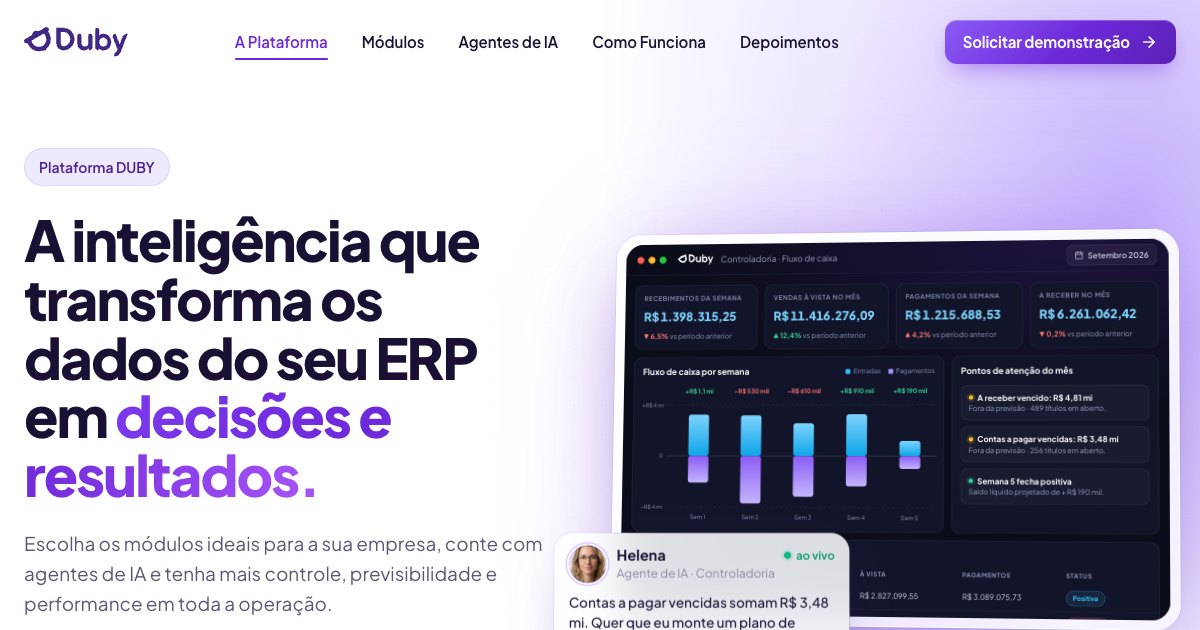 Duby
A Plataforma
Módulos
Agentes de IA
Como Funciona
Depoimentos
Solicitar demonstração
Plataforma DUBY
A inteligência que
transforma os
dados do seu ERP
em decisões e
resultados.
Escolha os módulos ideais para a sua empresa, conte com
agentes de IA e tenha mais controle, previsibilidade e
performance em toda a operação.
Duby Controladoria · Fluxo de caixa
Setembro 2026
RECEBIMENTOS DA SEMANA
R$ 1.398.315,25
▼ 6,5% vs período anterior
VENDAS À VISTA NO MÊS
R$ 11.416.276,09
▲ 12,4% vs período anterior
PAGAMENTOS DA SEMANA
R$ 1.215.688,53
▲ 4,2% vs período anterior
A RECEBER NO MÊS
R$ 6.261.062,42
▼ 0,2% vs período anterior
Fluxo de caixa por semana
Entradas Pagamentos
+R$ 1,1 mi -R$ 530 mil -R$ 610 mil +R$ 910 mil +R$ 190 mil
+R$ 4 mi
0
-R$ 4 mi
Sem 1 Sem 2 Sem 3 Sem 4 Sem 5
Pontos de atenção do mês
A receber vencido: R$ 4,81 mi
Fora da previsão · 489 títulos em aberto.
Contas a pagar vencidas: R$ 3,48 mi
Fora da previsão · 256 títulos em aberto.
Semana 5 fecha positiva
Saldo líquido projetado de + R$ 190 mil.
À VISTA PAGAMENTOS STATUS
R$ 2.827.099,55 R$ 3.089.075,73 Positiva
Helena
ao vivo
Agente de IA · Controladoria
Contas a pagar vencidas somam R$ 3,48
mi. Quer que eu monte um plano de